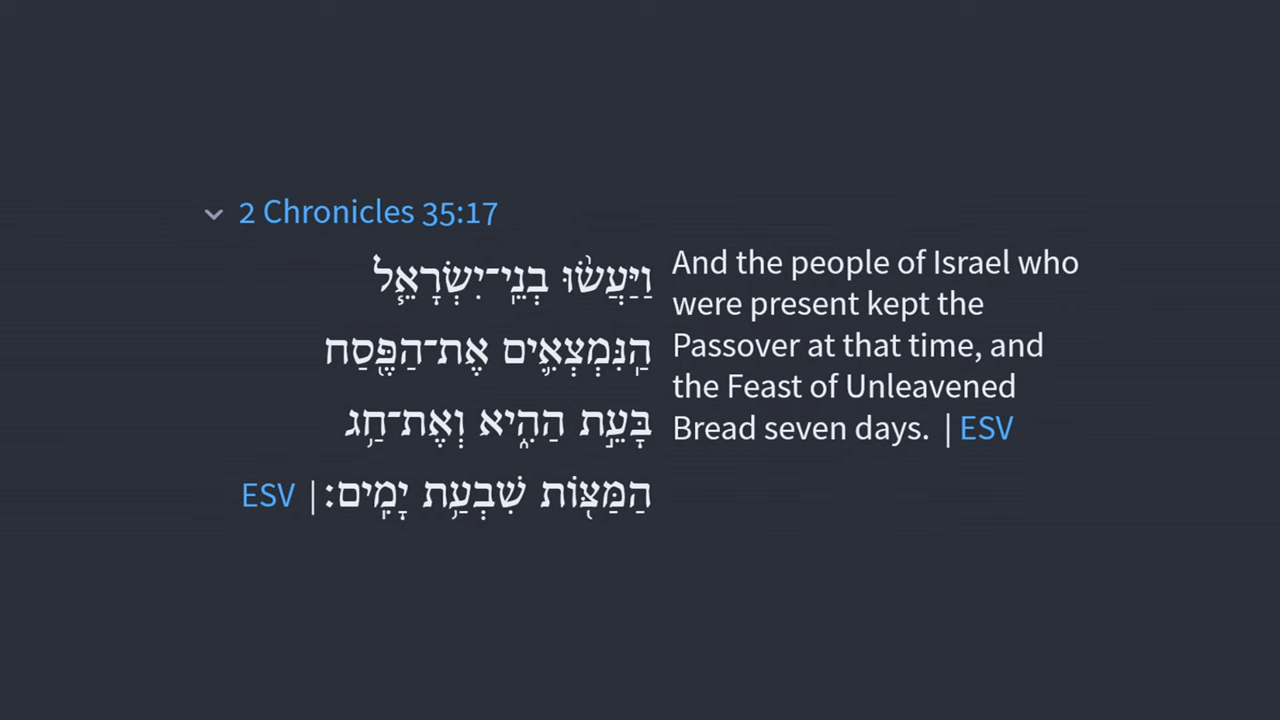 2 Chronicles 35:17
וַיַּעֲשׂ֨וּ בְנֵֽי־יִשְׂרָאֵ֧ל
הַֽנִּמְצְאִ֛ים אֶת־הַפֶּ֖סַח
בָּעֵ֣ת הַהִ֑יא וְאֶת־חַ֥ג
הַמַּצּ֖וֹת שִׁבְעַ֥ת יָמִֽים׃ | ESV
And the people of Israel who
were present kept the
Passover at that time, and
the Feast of Unleavened
Bread seven days. | ESV